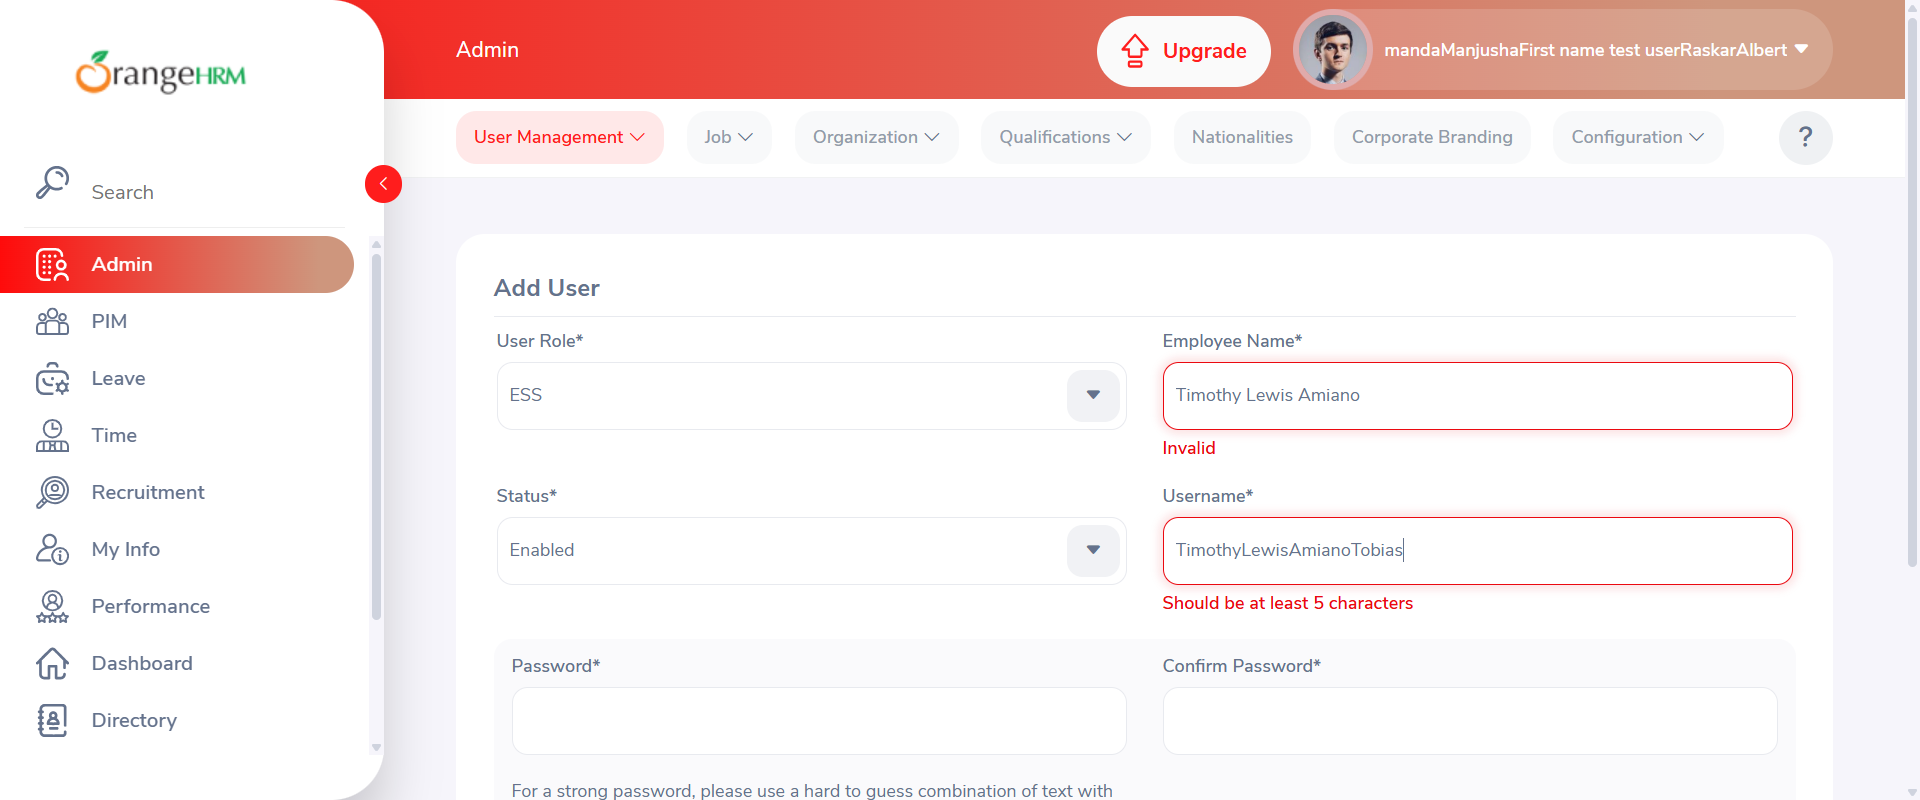 OrangeHRM
Search
Admin
PIM
Leave
Time
Recruitment
My Info
Performance
Dashboard
Directory
Admin
Upgrade
mandaManjushaFirst name test userRaskarAlbert
User Management
Job
Organization
Qualifications
Nationalities
Corporate Branding
Configuration
?
Add User
User Role*
ESS
Employee Name*
Timothy Lewis Amiano
Invalid
Status*
Enabled
Username*
TimothyLewisAmianoTobias
Should be at least 5 characters
Password*
Confirm Password*
For a strong password, please use a hard to guess combination of text with